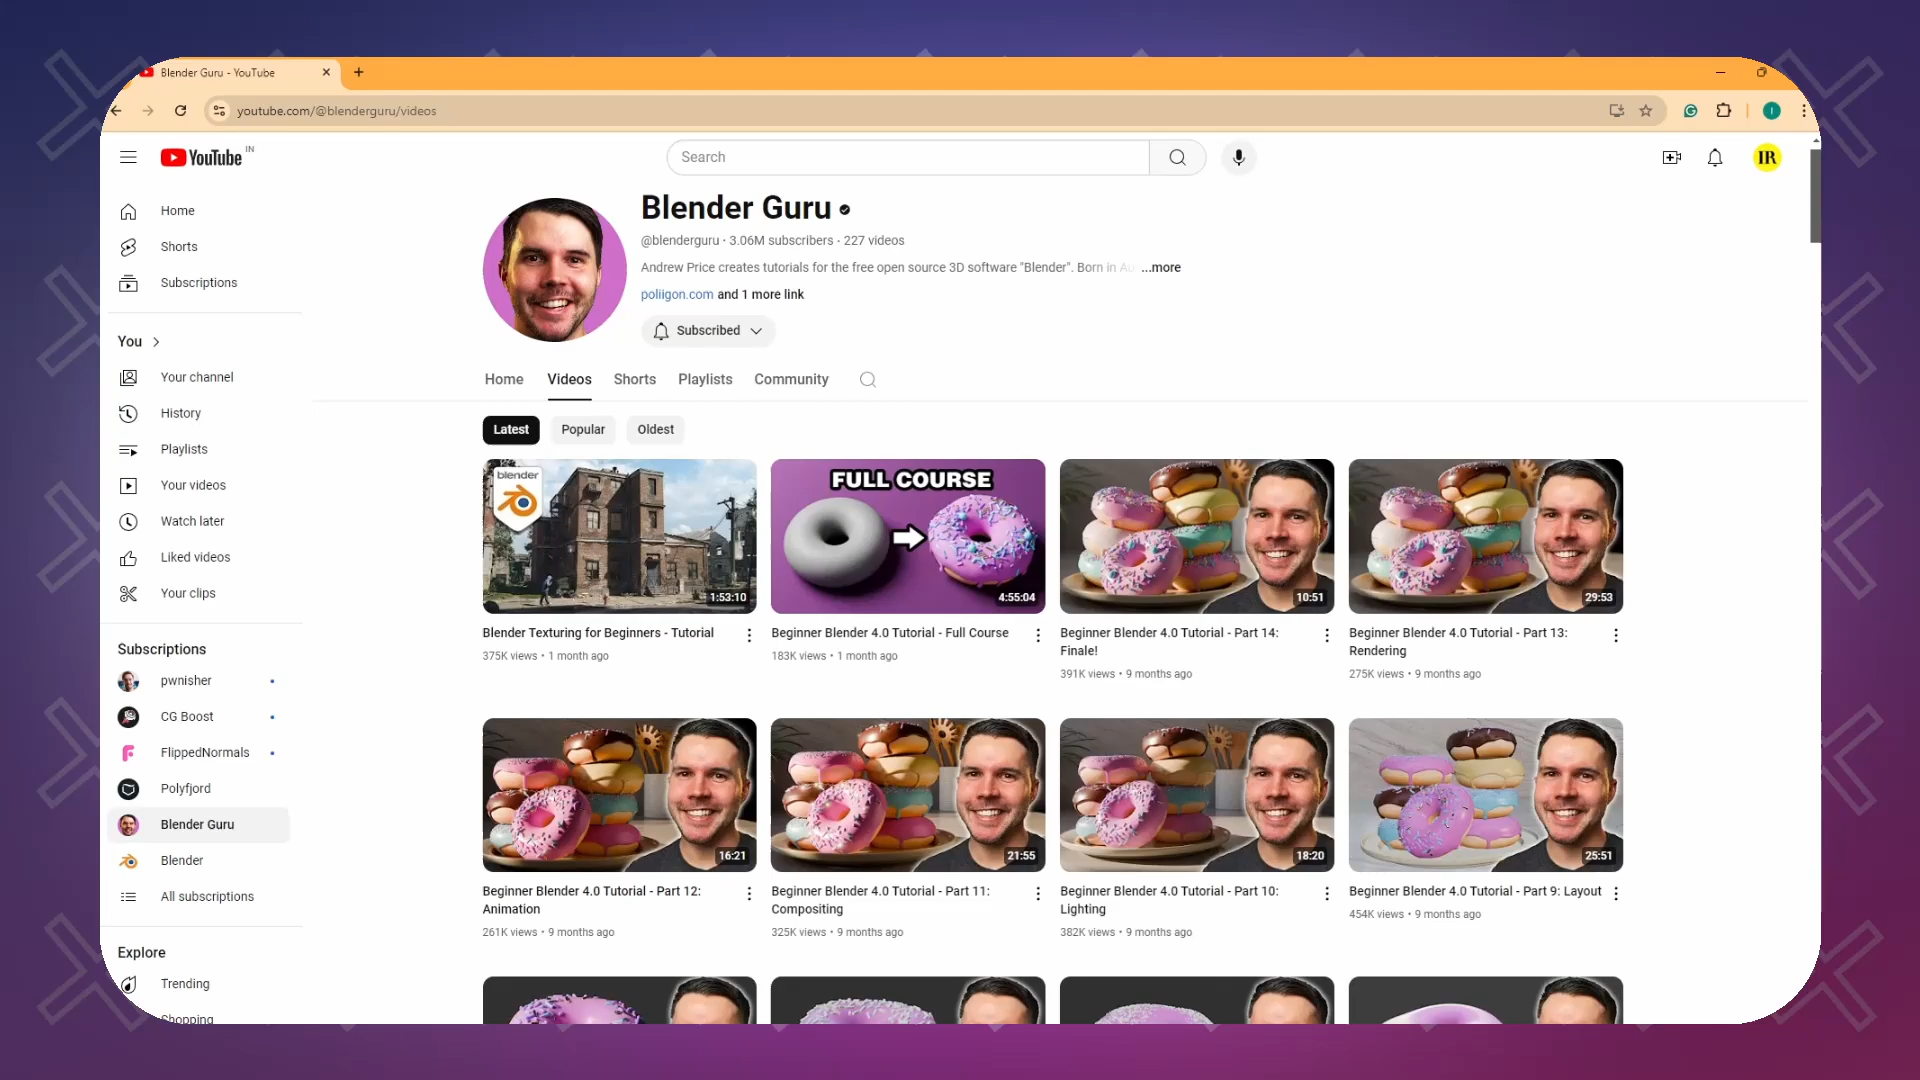 Blender Guru - YouTube
youtube.com/@blenderguru/videos
YouTube IN
Search
IR
Home
Shorts
Subscriptions
You
Your channel
History
Playlists
Your videos
Watch later
Liked videos
Your clips
Subscriptions
pwnisher
CG Boost
FlippedNormals
Polyfjord
Blender Guru
Blender
All subscriptions
Explore
Trending
Shopping
Blender Guru
@blenderguru · 3.06M subscribers · 227 videos
Andrew Price creates tutorials for the free open source 3D software "Blender". Born in Au ...more
poliigon.com and 1 more link
Subscribed
Home Videos Shorts Playlists Community
Latest Popular Oldest
blender
1:53:10
Blender Texturing for Beginners - Tutorial
375K views • 1 month ago
FULL COURSE
4:55:04
Beginner Blender 4.0 Tutorial - Full Course
183K views • 1 month ago
10:51
Beginner Blender 4.0 Tutorial - Part 14:
Finale!
391K views • 9 months ago
29:53
Beginner Blender 4.0 Tutorial - Part 13:
Rendering
275K views • 9 months ago
16:21
Beginner Blender 4.0 Tutorial - Part 12:
Animation
261K views • 9 months ago
21:55
Beginner Blender 4.0 Tutorial - Part 11:
Compositing
325K views • 9 months ago
18:20
Beginner Blender 4.0 Tutorial - Part 10:
Lighting
382K views • 9 months ago
25:51
Beginner Blender 4.0 Tutorial - Part 9: Layout
454K views • 9 months ago